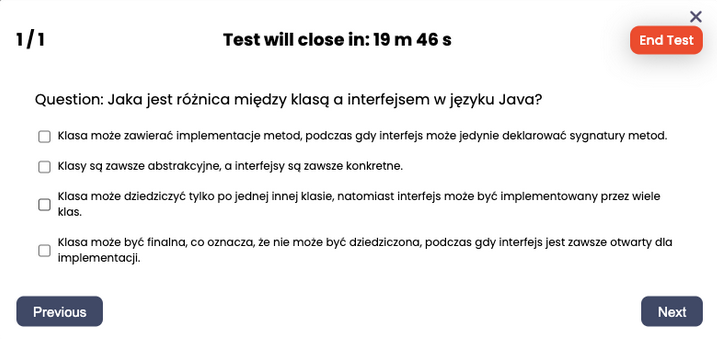 1 / 1
Test will close in: 19 m 46 s
End Test
Question: Jaka jest różnica między klasą a interfejsem w języku Java?
Klasa może zawierać implementacje metod, podczas gdy interfejs może jedynie deklarować sygnatury metod.
Klasy są zawsze abstrakcyjne, a interfejsy są zawsze konkretne.
Klasa może dziedziczyć tylko po jednej innej klasie, natomiast interfejs może być implementowany przez wiele
klas.
Klasa może być finalna, co oznacza, że nie może być dziedziczona, podczas gdy interfejs jest zawsze otwarty dla
implementacji.
Previous
Next